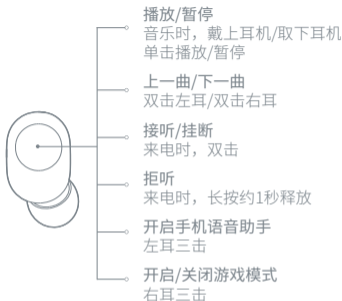 播放/暂停
音乐时，戴上耳机/取下耳机
单击播放/暂停
上一曲/下一曲
双击左耳/双击右耳
接听/挂断
来电时，双击
拒听
来电时，长按约1秒释放
开启手机语音助手
左耳三击
开启/关闭游戏模式
右耳三击